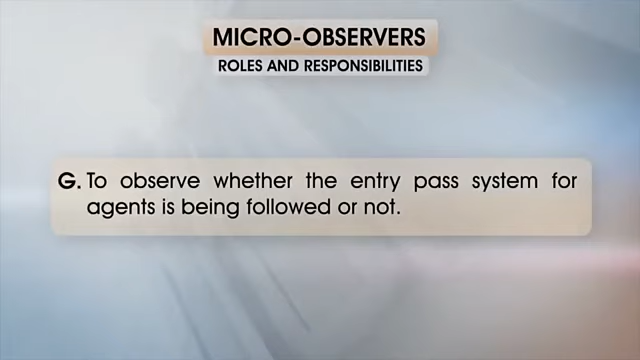 MICRO-OBSERVERS
ROLES AND RESPONSIBILITIES
G. To observe whether the entry pass system for
agents is being followed or not.